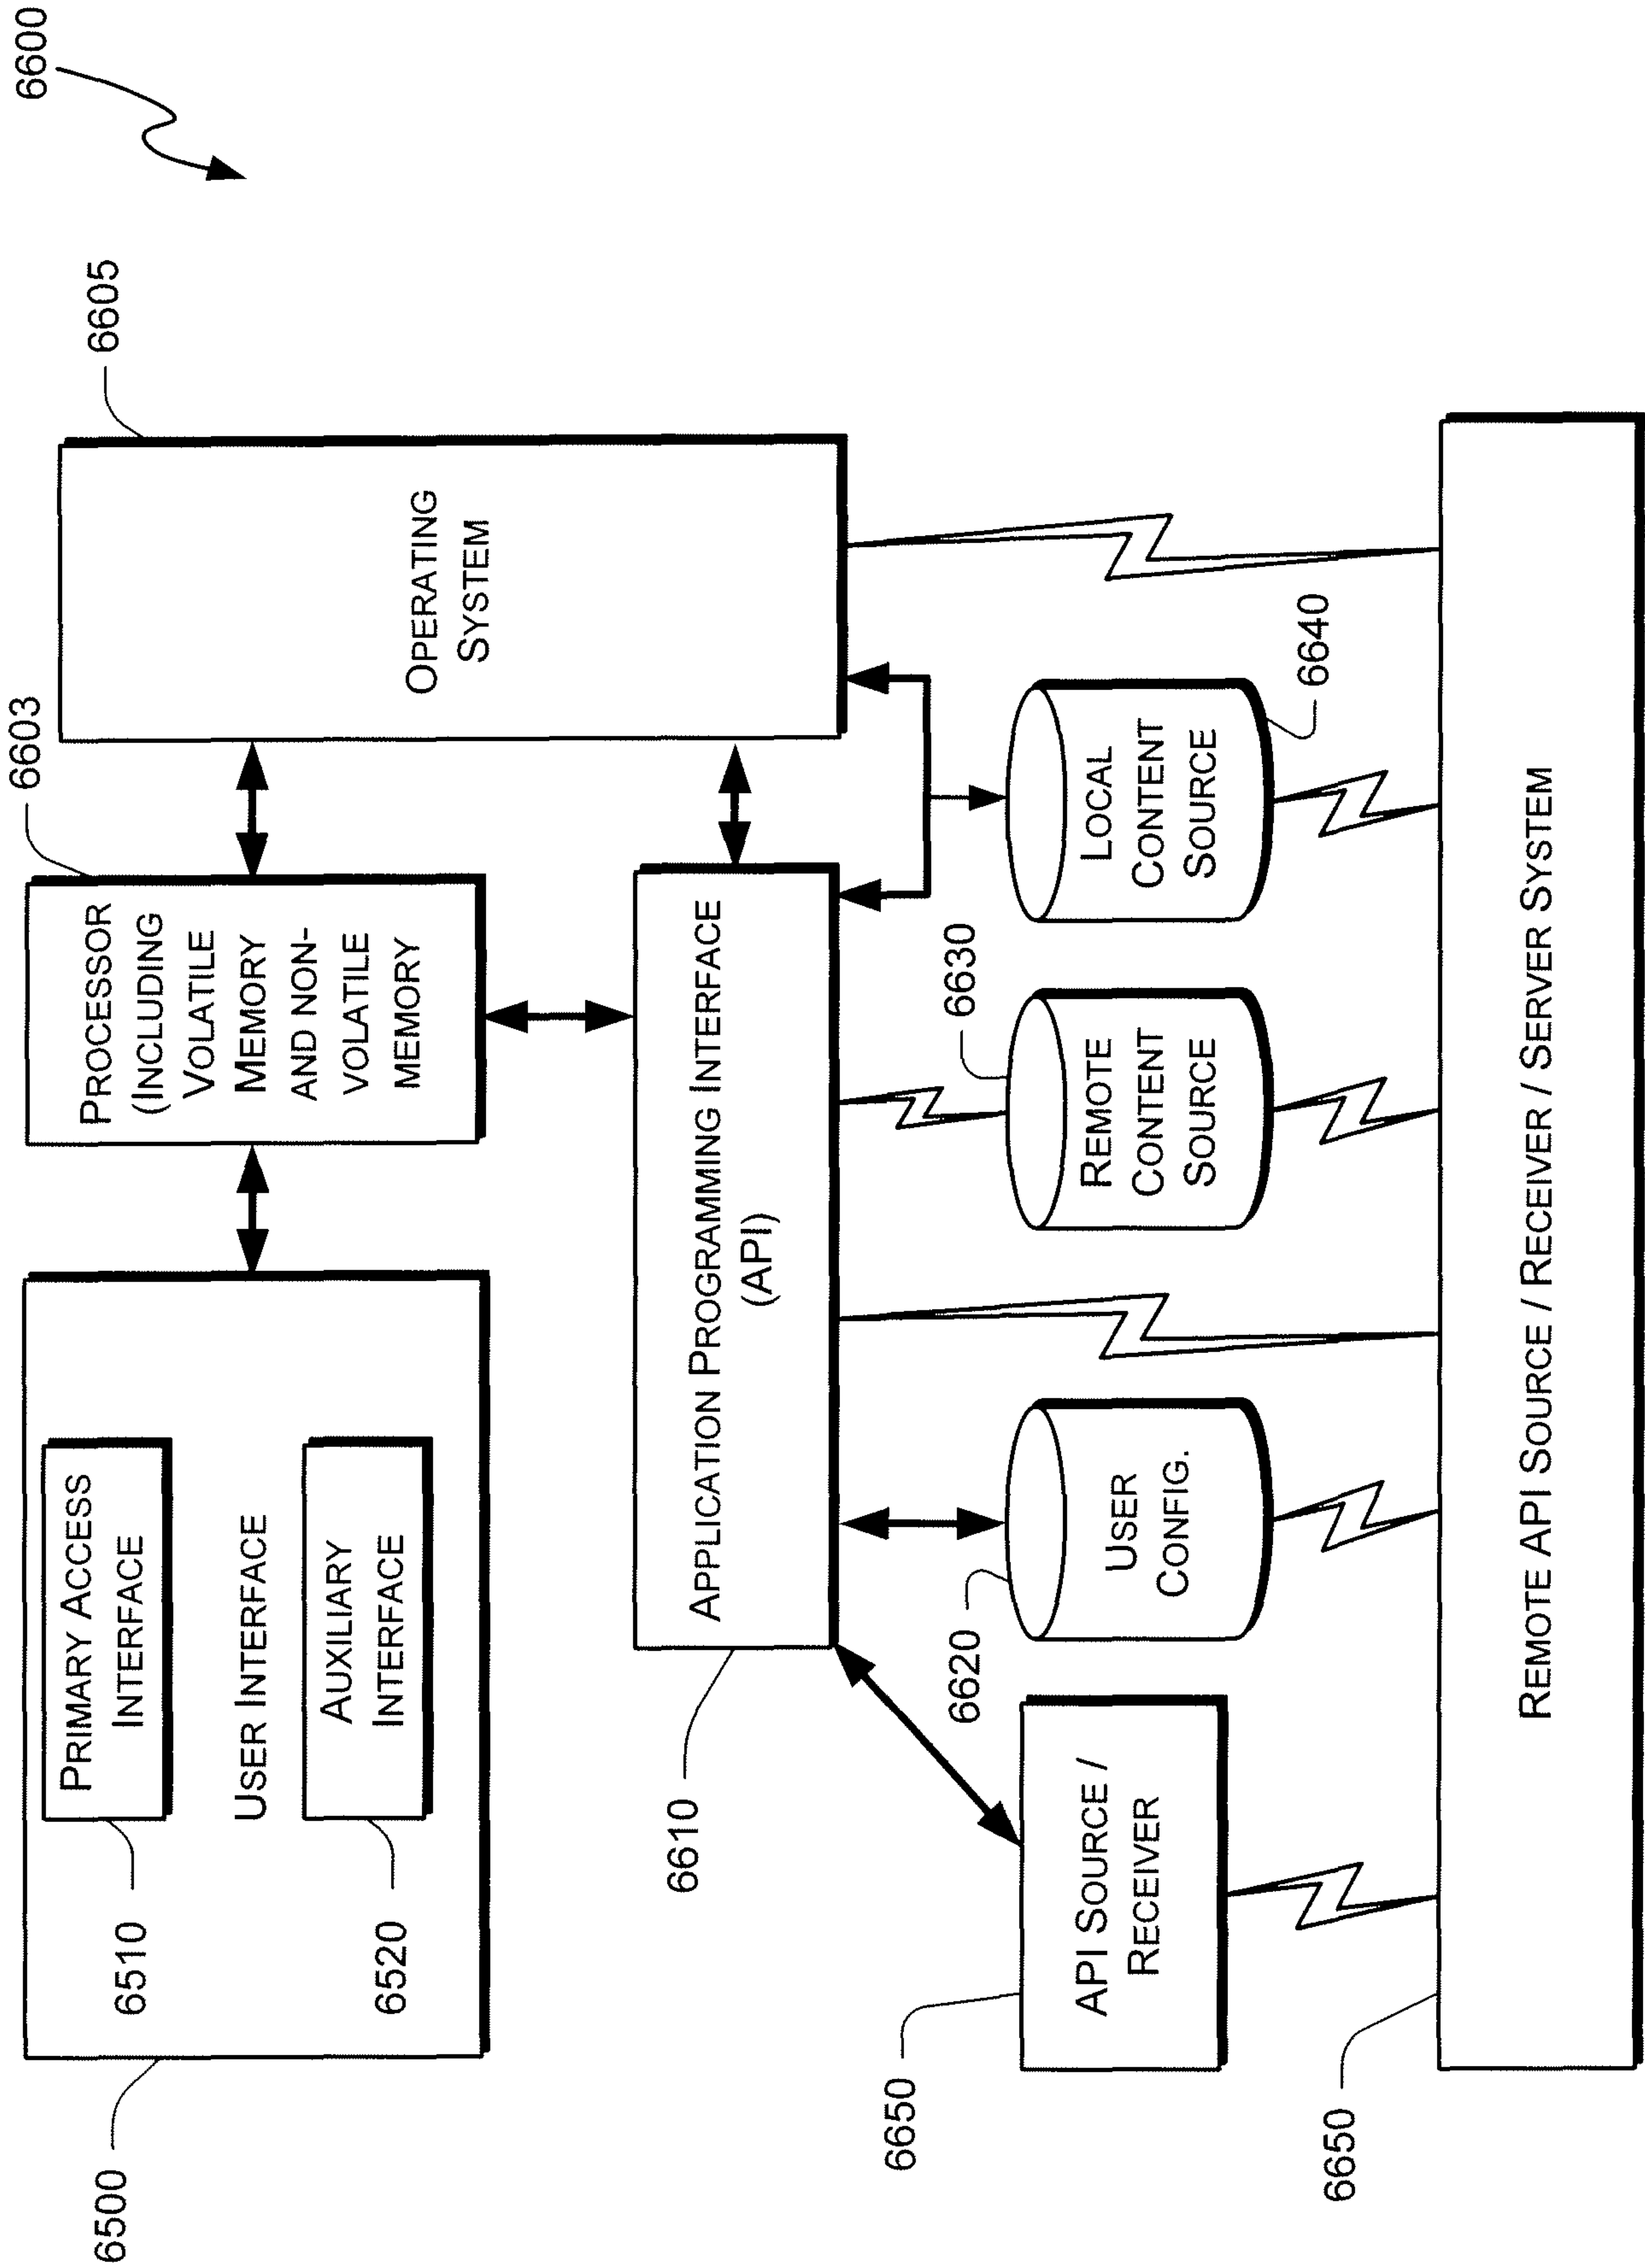 6600
6500
6510
PRIMARY ACCESS
INTERFACE
USER INTERFACE
6520
AUXILIARY
INTERFACE
6603
PROCESSOR
(INCLUDING
VOLATILE
MEMORY
AND NON-
VOLATILE
MEMORY
6605
OPERATING
SYSTEM
6610
APPLICATION PROGRAMMING INTERFACE
(API)
6650
API SOURCE /
RECEIVER
6620
USER
CONFIG.
6630
REMOTE
CONTENT
SOURCE
LOCAL
CONTENT
SOURCE
6640
6650
REMOTE API SOURCE / RECEIVER / SERVER SYSTEM